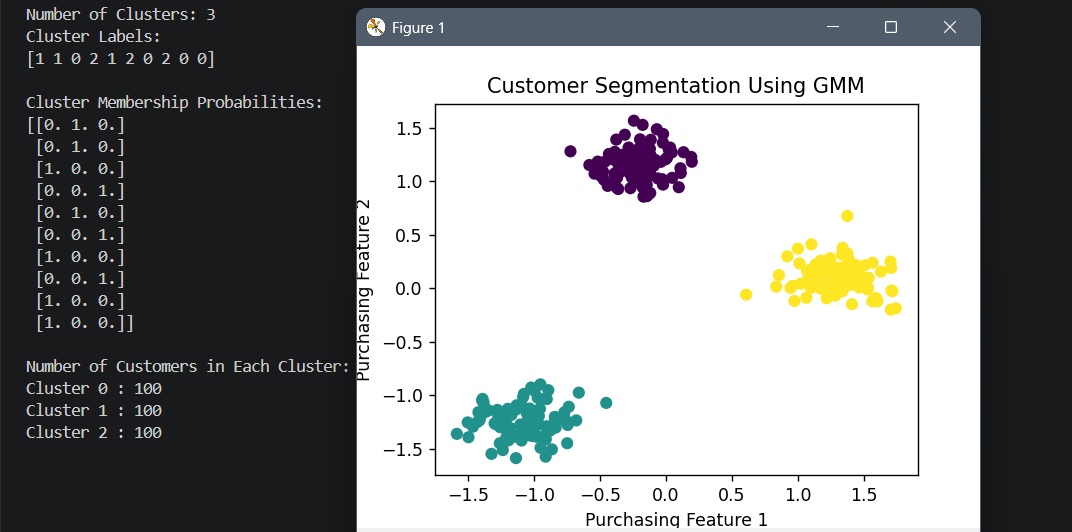 Number of Clusters: 3
Cluster Labels:
[1 1 0 2 1 2 0 2 0 0]
Cluster Membership Probabilities:
[[0. 1. 0.]
[0. 1. 0.]
[1. 0. 0.]
[0. 0. 1.]
[0. 1. 0.]
[0. 0. 1.]
[1. 0. 0.]
[0. 0. 1.]
[1. 0. 0.]
[1. 0. 0.]]
Number of Customers in Each Cluster:
Cluster 0 : 100
Cluster 1 : 100
Cluster 2 : 100
Figure 1
Customer Segmentation Using GMM
Purchasing Feature 2
1.5
1.0
0.5
0.0
−0.5
−1.0
−1.5
−1.5 −1.0 −0.5 0.0 0.5 1.0 1.5
Purchasing Feature 1